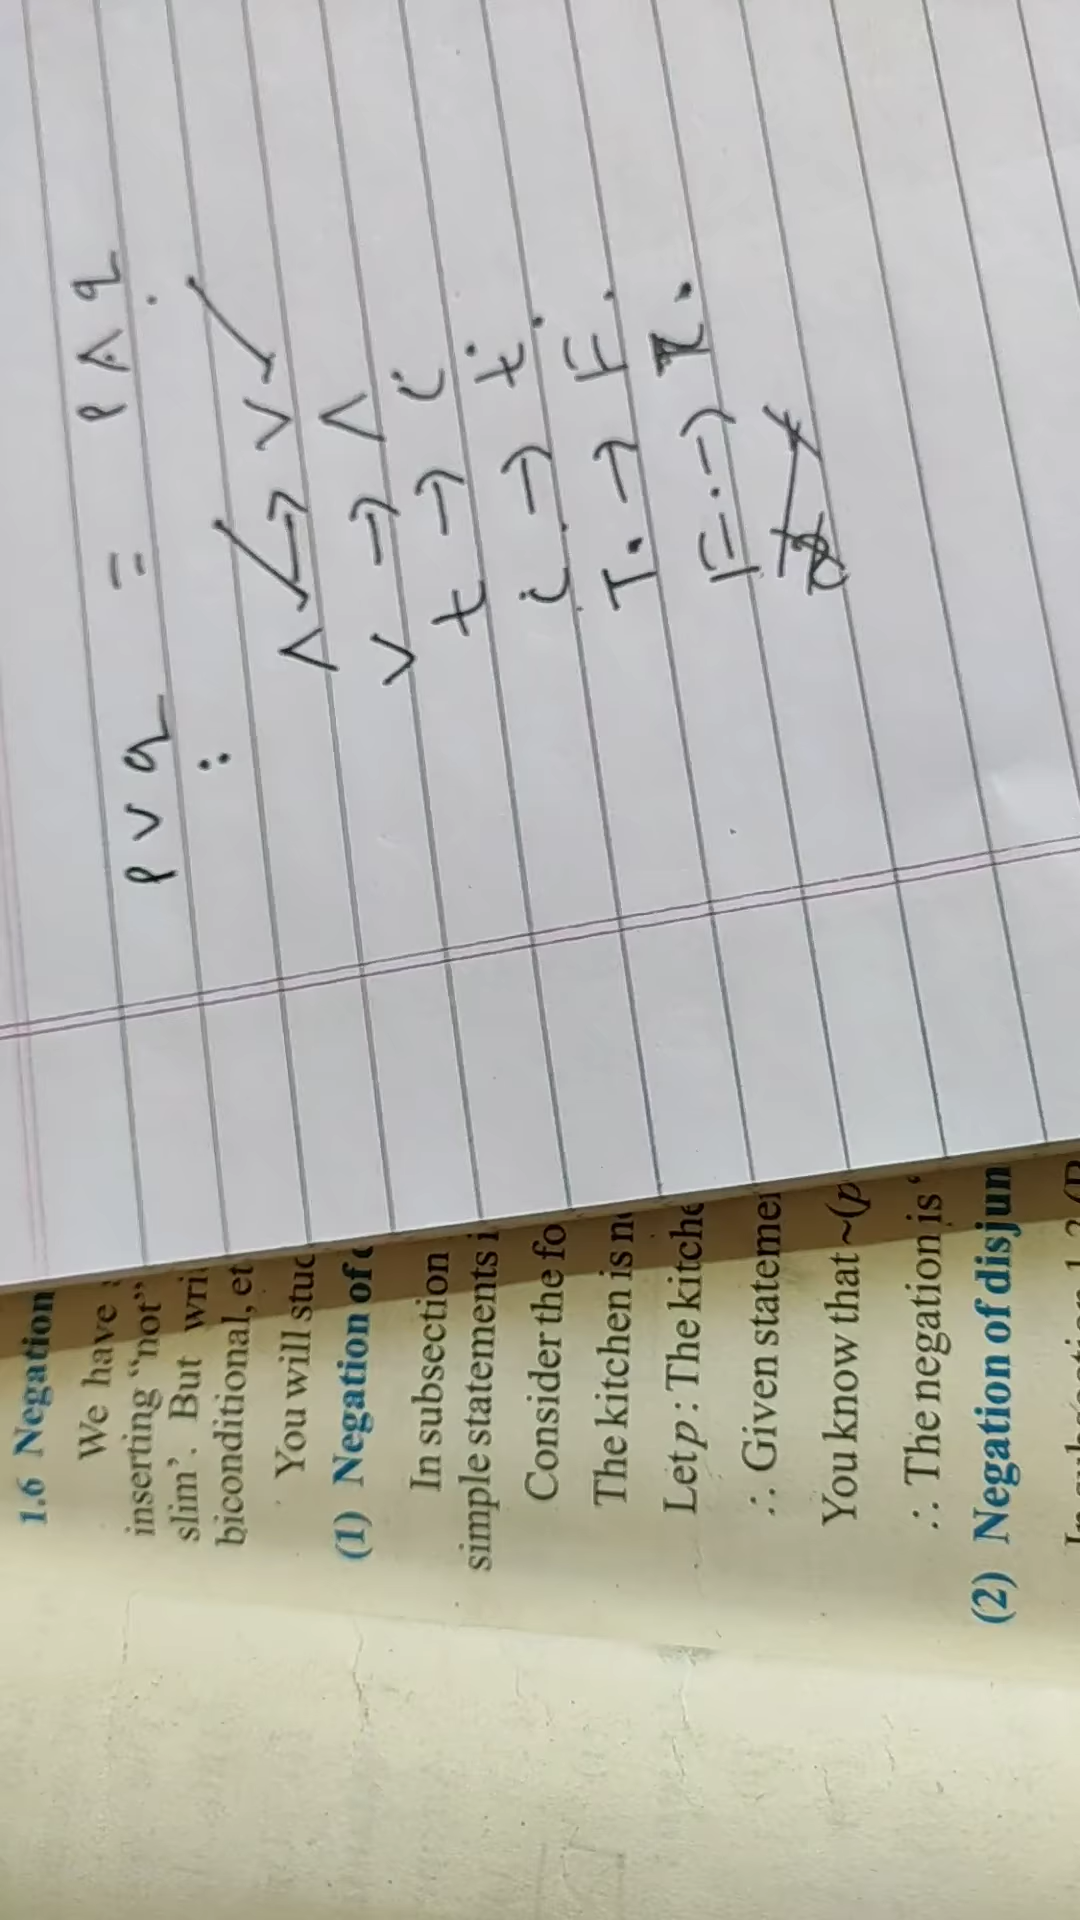 p ∨ q = p ∧ q.
:
∧ → ∨
∨ → ∧
t → c
c → t.
T. → F.
F. → T.
1.6 Negation
We have
inserting “not”
slim’. But wri
biconditional, et
You will stud
(1) Negation of c
In subsection
simple statements i
Consider the fo
The kitchen is n
Let p : The kitche
∴ Given statemen
You know that ~(p
∴ The negation is ‘
(2) Negation of disjun